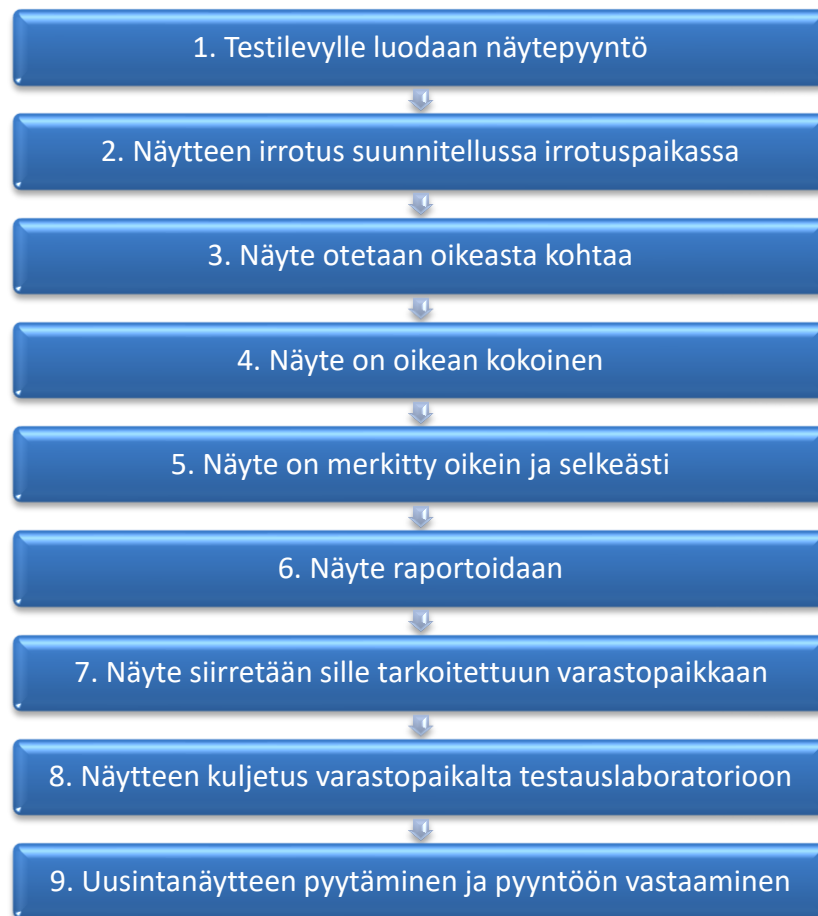 1. Testilevylle luodaan näytepyyntö
2. Näytteen irrotus suunnitellussa irrotuspaikassa
3. Näyte otetaan oikeasta kohtaa
4. Näyte on oikean kokoinen
5. Näyte on merkitty oikein ja selkeästi
6. Näyte raportoidaan
7. Näyte siirretään sille tarkoitettuun varastopaikkaan
8. Näytteen kuljetus varastopaikalta testauslaboratorioon
9. Uusintanäytteen pyytäminen ja pyyntöön vastaaminen